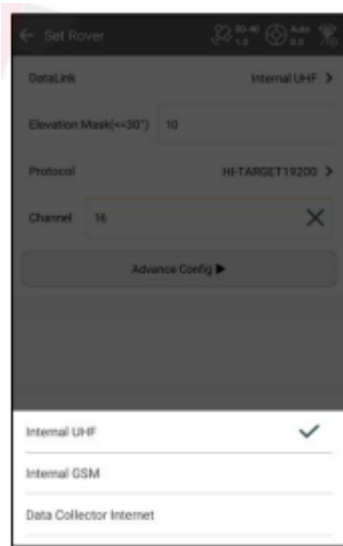 Set Rover
DataLink Internal UHF
Elevation Mask(<=30°) 10
Protocol HI-TARGET19200
Channel 16
Advance Config
Internal UHF
Internal GSM
Data Collector Internet